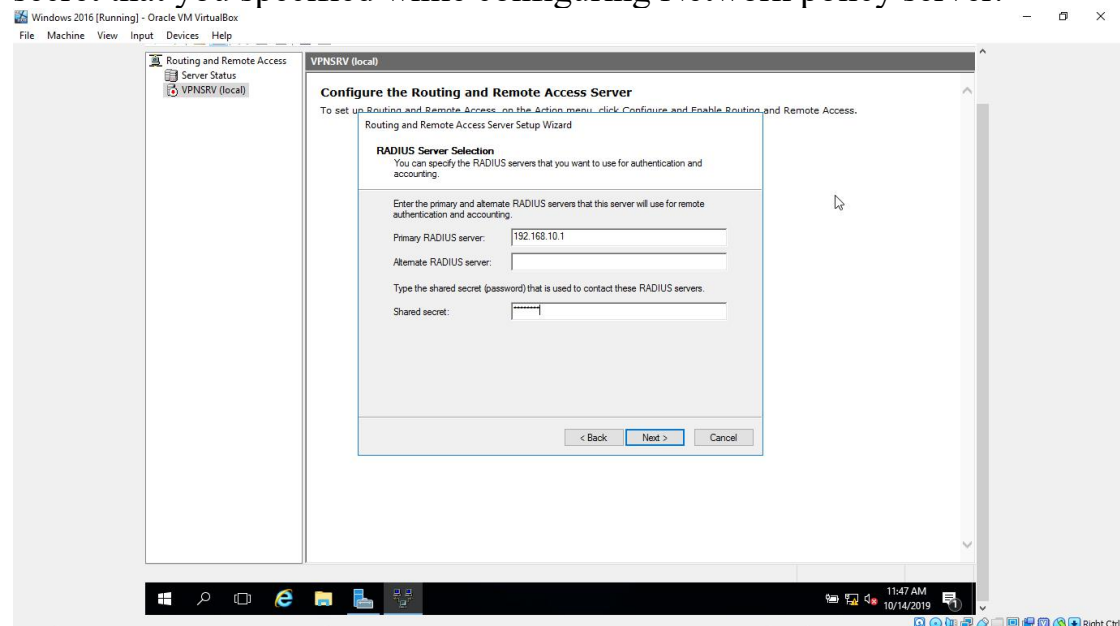 secret that you specified while configuring Network policy server.
Windows 2016 [Running] - Oracle VM VirtualBox
File Machine View Input Devices Help
Routing and Remote Access
Server Status
VPNSRV (local)
VPNSRV (local)
Configure the Routing and Remote Access Server
To set up Routing and Remote Access, on the Action menu, click Configure and Enable Routing and Remote Access.
Routing and Remote Access Server Setup Wizard
RADIUS Server Selection
You can specify the RADIUS servers that you want to use for authentication and
accounting.
Enter the primary and alternate RADIUS servers that this server will use for remote
authentication and accounting.
Primary RADIUS server: 192.168.10.1
Alternate RADIUS server:
Type the shared secret (password) that is used to contact these RADIUS servers.
Shared secret: ••••••••
< Back Next > Cancel
11:47 AM
10/14/2019
1
Right Ctrl